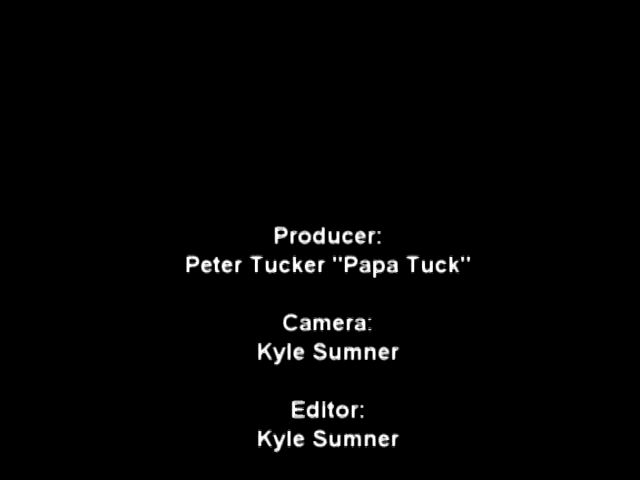 Producer:
Peter Tucker "Papa Tuck"
Camera:
Kyle Sumner
Editor:
Kyle Sumner